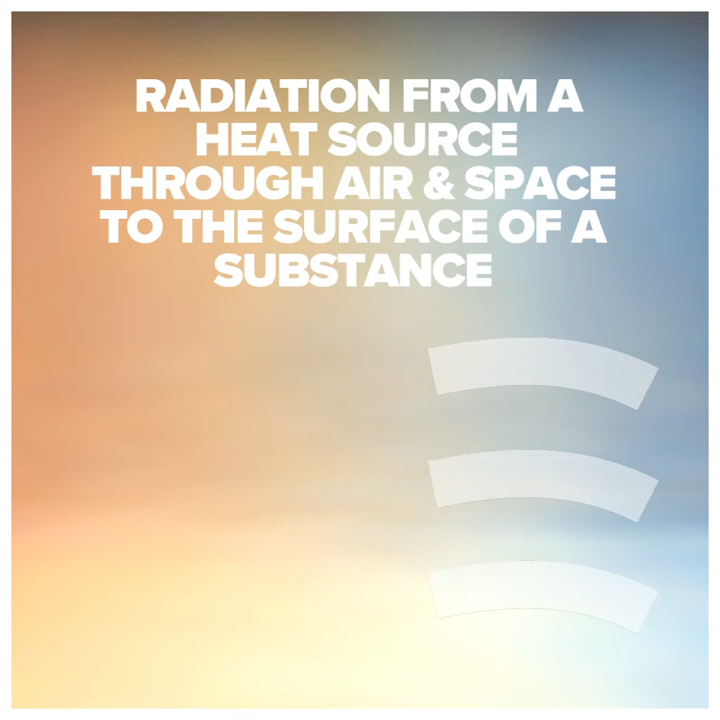 RADIATION FROM A
HEAT SOURCE
THROUGH AIR & SPACE
TO THE SURFACE OF A
SUBSTANCE